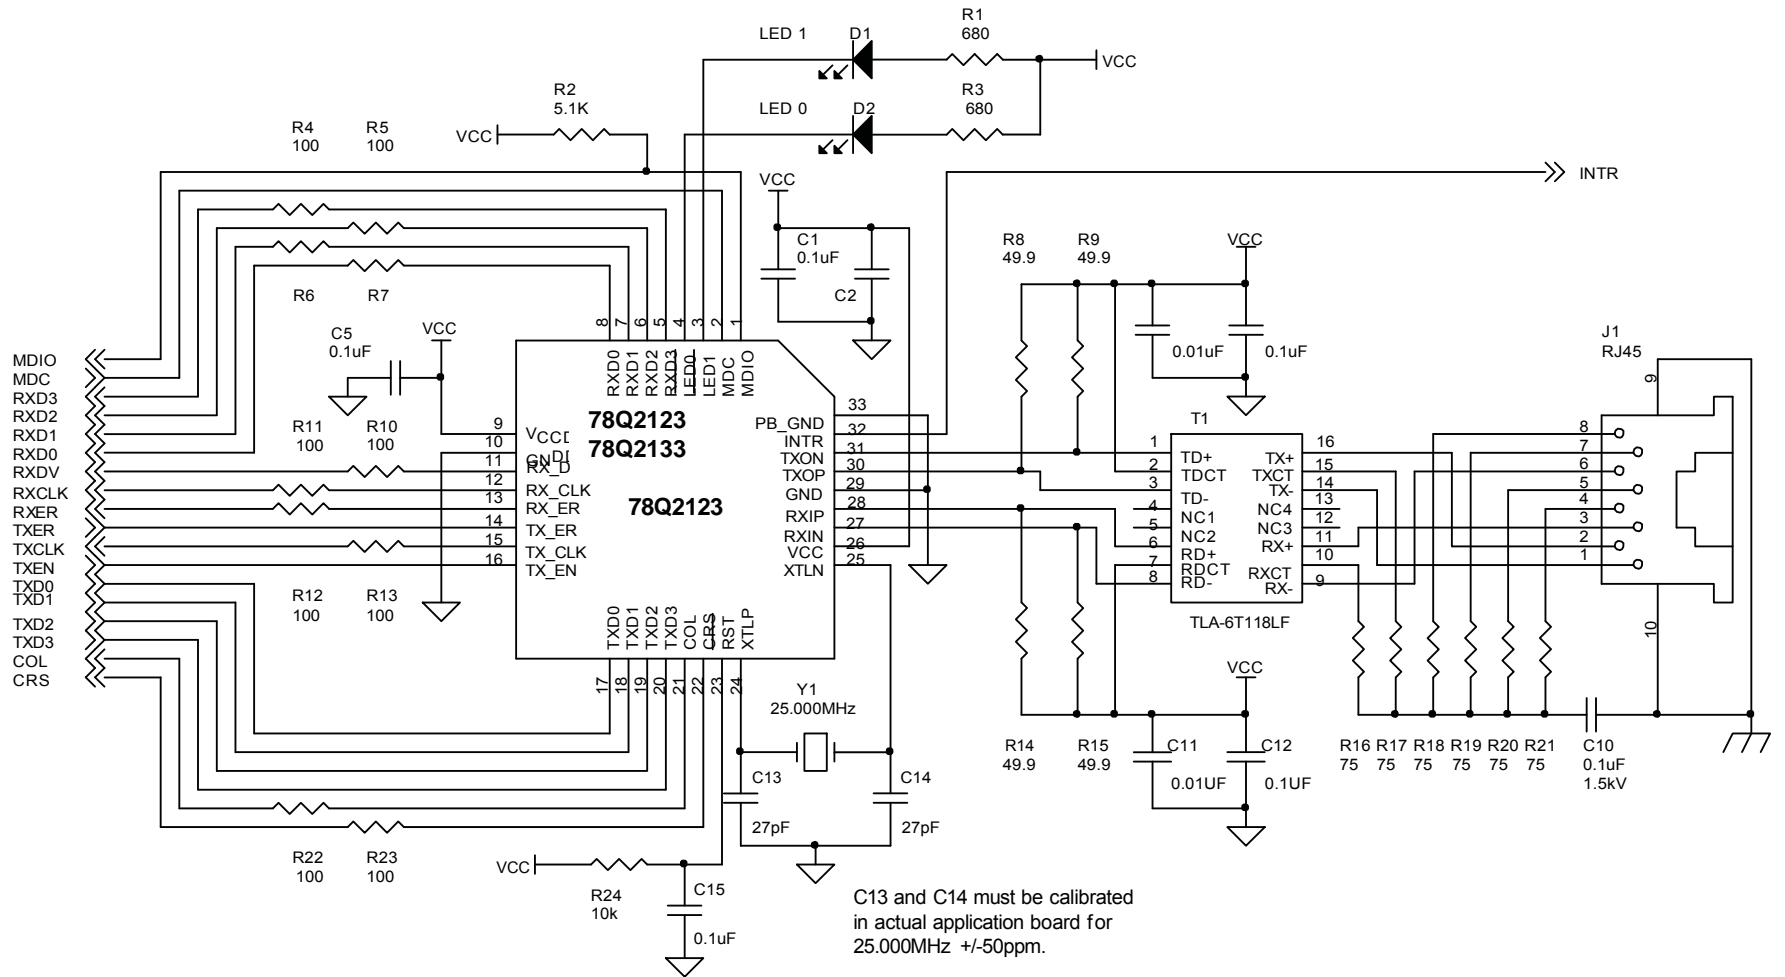 R1
680
LED 1
D1
VCC
R2
5.1K
R3
680
LED 0
D2
VCC
R4
100
R5
100
VCC
INTR
C1
0.1uF
C2
R8
49.9
R9
49.9
VCC
R6
R7
C5
0.1uF
VCC
0.01uF
0.1uF
J1
RJ45
8
7
6
5
4
3
2
1
RXD0
RXD1
RXD2
RXD3
LED0
LED1
MDC
MDIO
MDIO
MDC
RXD3
RXD2
RXD1
RXD0
RXDV
RXCLK
RXER
TXER
TXCLK
TXEN
TXD0
TXD1
TXD2
TXD3
COL
CRS
R11
100
R10
100
R12
100
R13
100
78Q2123
78Q2133
78Q2123
9
10
11
12
13
14
15
16
GND
RX_D
RX_CLK
RX_ER
TX_ER
TX_CLK
TX_EN
33
PB_GND
32
INTR
31
TXON
30
TXOP
29
GND
28
RXIP
27
RXIN
26
VCC
25
XTLN
TXD0
TXD1
TXD2
TXD3
COL
CRS
RST
XTLP
17
18
19
20
21
22
23
24
T1
1
2
3
4
5
6
7
8
TD+
TDCT
TD-
NC1
NC2
RD+
RDCT
RD-
TX+
TXCT
TX-
NC4
NC3
RX+
RXCT
RX-
16
15
14
13
12
11
10
9
TLA-6T118LF
9
8
7
6
5
4
3
2
1
10
Y1
25.000MHz
VCC
R14
49.9
R15
49.9
C11
0.01UF
C12
0.1UF
R16
75
R17
75
R18
75
R19
75
R20
75
R21
75
C10
0.1uF
1.5kV
C13
27pF
C14
27pF
R22
100
R23
100
VCC
R24
10k
C15
0.1uF
C13 and C14 must be calibrated
in actual application board for
25.000MHz +/-50ppm.